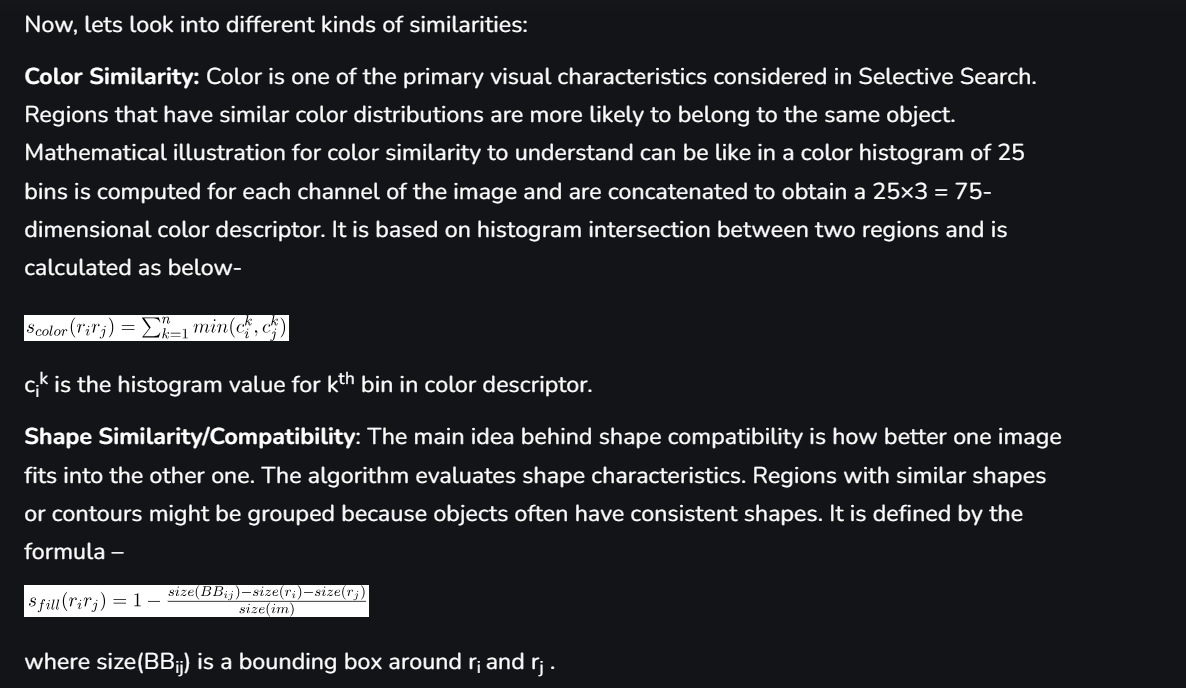 Now, lets look into different kinds of similarities:
Color Similarity: Color is one of the primary visual characteristics considered in Selective Search.
Regions that have similar color distributions are more likely to belong to the same object.
Mathematical illustration for color similarity to understand can be like in a color histogram of 25
bins is computed for each channel of the image and are concatenated to obtain a 25×3 = 75-
dimensional color descriptor. It is based on histogram intersection between two regions and is
calculated as below-
s_{color}(r_i r_j) = \sum_{k=1}^{n} min(c_i^k, c_j^k)
c_i^k is the histogram value for k^{th} bin in color descriptor.
Shape Similarity/Compatibility: The main idea behind shape compatibility is how better one image
fits into the other one. The algorithm evaluates shape characteristics. Regions with similar shapes
or contours might be grouped because objects often have consistent shapes. It is defined by the
formula –
s_{fill}(r_i r_j) = 1 - \frac{size(BB_{ij})-size(r_i)-size(r_j)}{size(im)}
where size(BB_{ij}) is a bounding box around r_i and r_j .